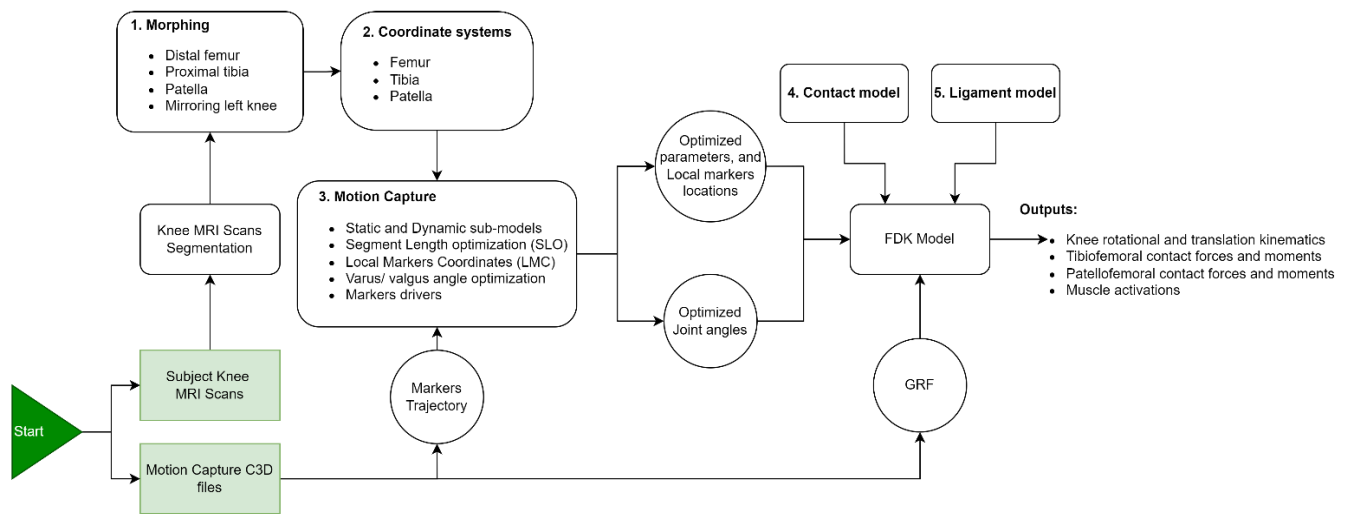 1. Morphing
Distal femur
Proximal tibia
Patella
Mirroring left knee
2. Coordinate systems
Femur
Tibia
Patella
4. Contact model
5. Ligament model
Optimized
parameters, and
Local markers
locations
3. Motion Capture
Static and Dynamic sub-models
Segment Length optimization (SLO)
Local Markers Coordinates (LMC)
Varus/ valgus angle optimization
Markers drivers
Knee MRI Scans
Segmentation
FDK Model
Outputs:
Knee rotational and translation kinematics
Tibiofemoral contact forces and moments
Patellofemoral contact forces and moments
Muscle activations
Optimized
Joint angles
Subject Knee
MRI Scans
Markers
Trajectory
GRF
Start
Motion Capture C3D
files